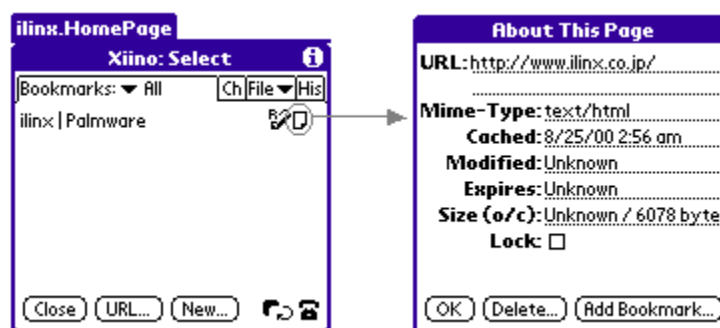 ilinx.HomePage
Xiino: Select
Bookmarks: All Ch File His
ilinx | Palmware
Close URL... New...
About This Page
URL: http://www.ilinx.co.jp/
Mime-Type: text/html
Cached: 8/25/00 2:56 am
Modified: Unknown
Expires: Unknown
Size (o/c): Unknown / 6078 byte
Lock:
OK Delete... Add Bookmark...